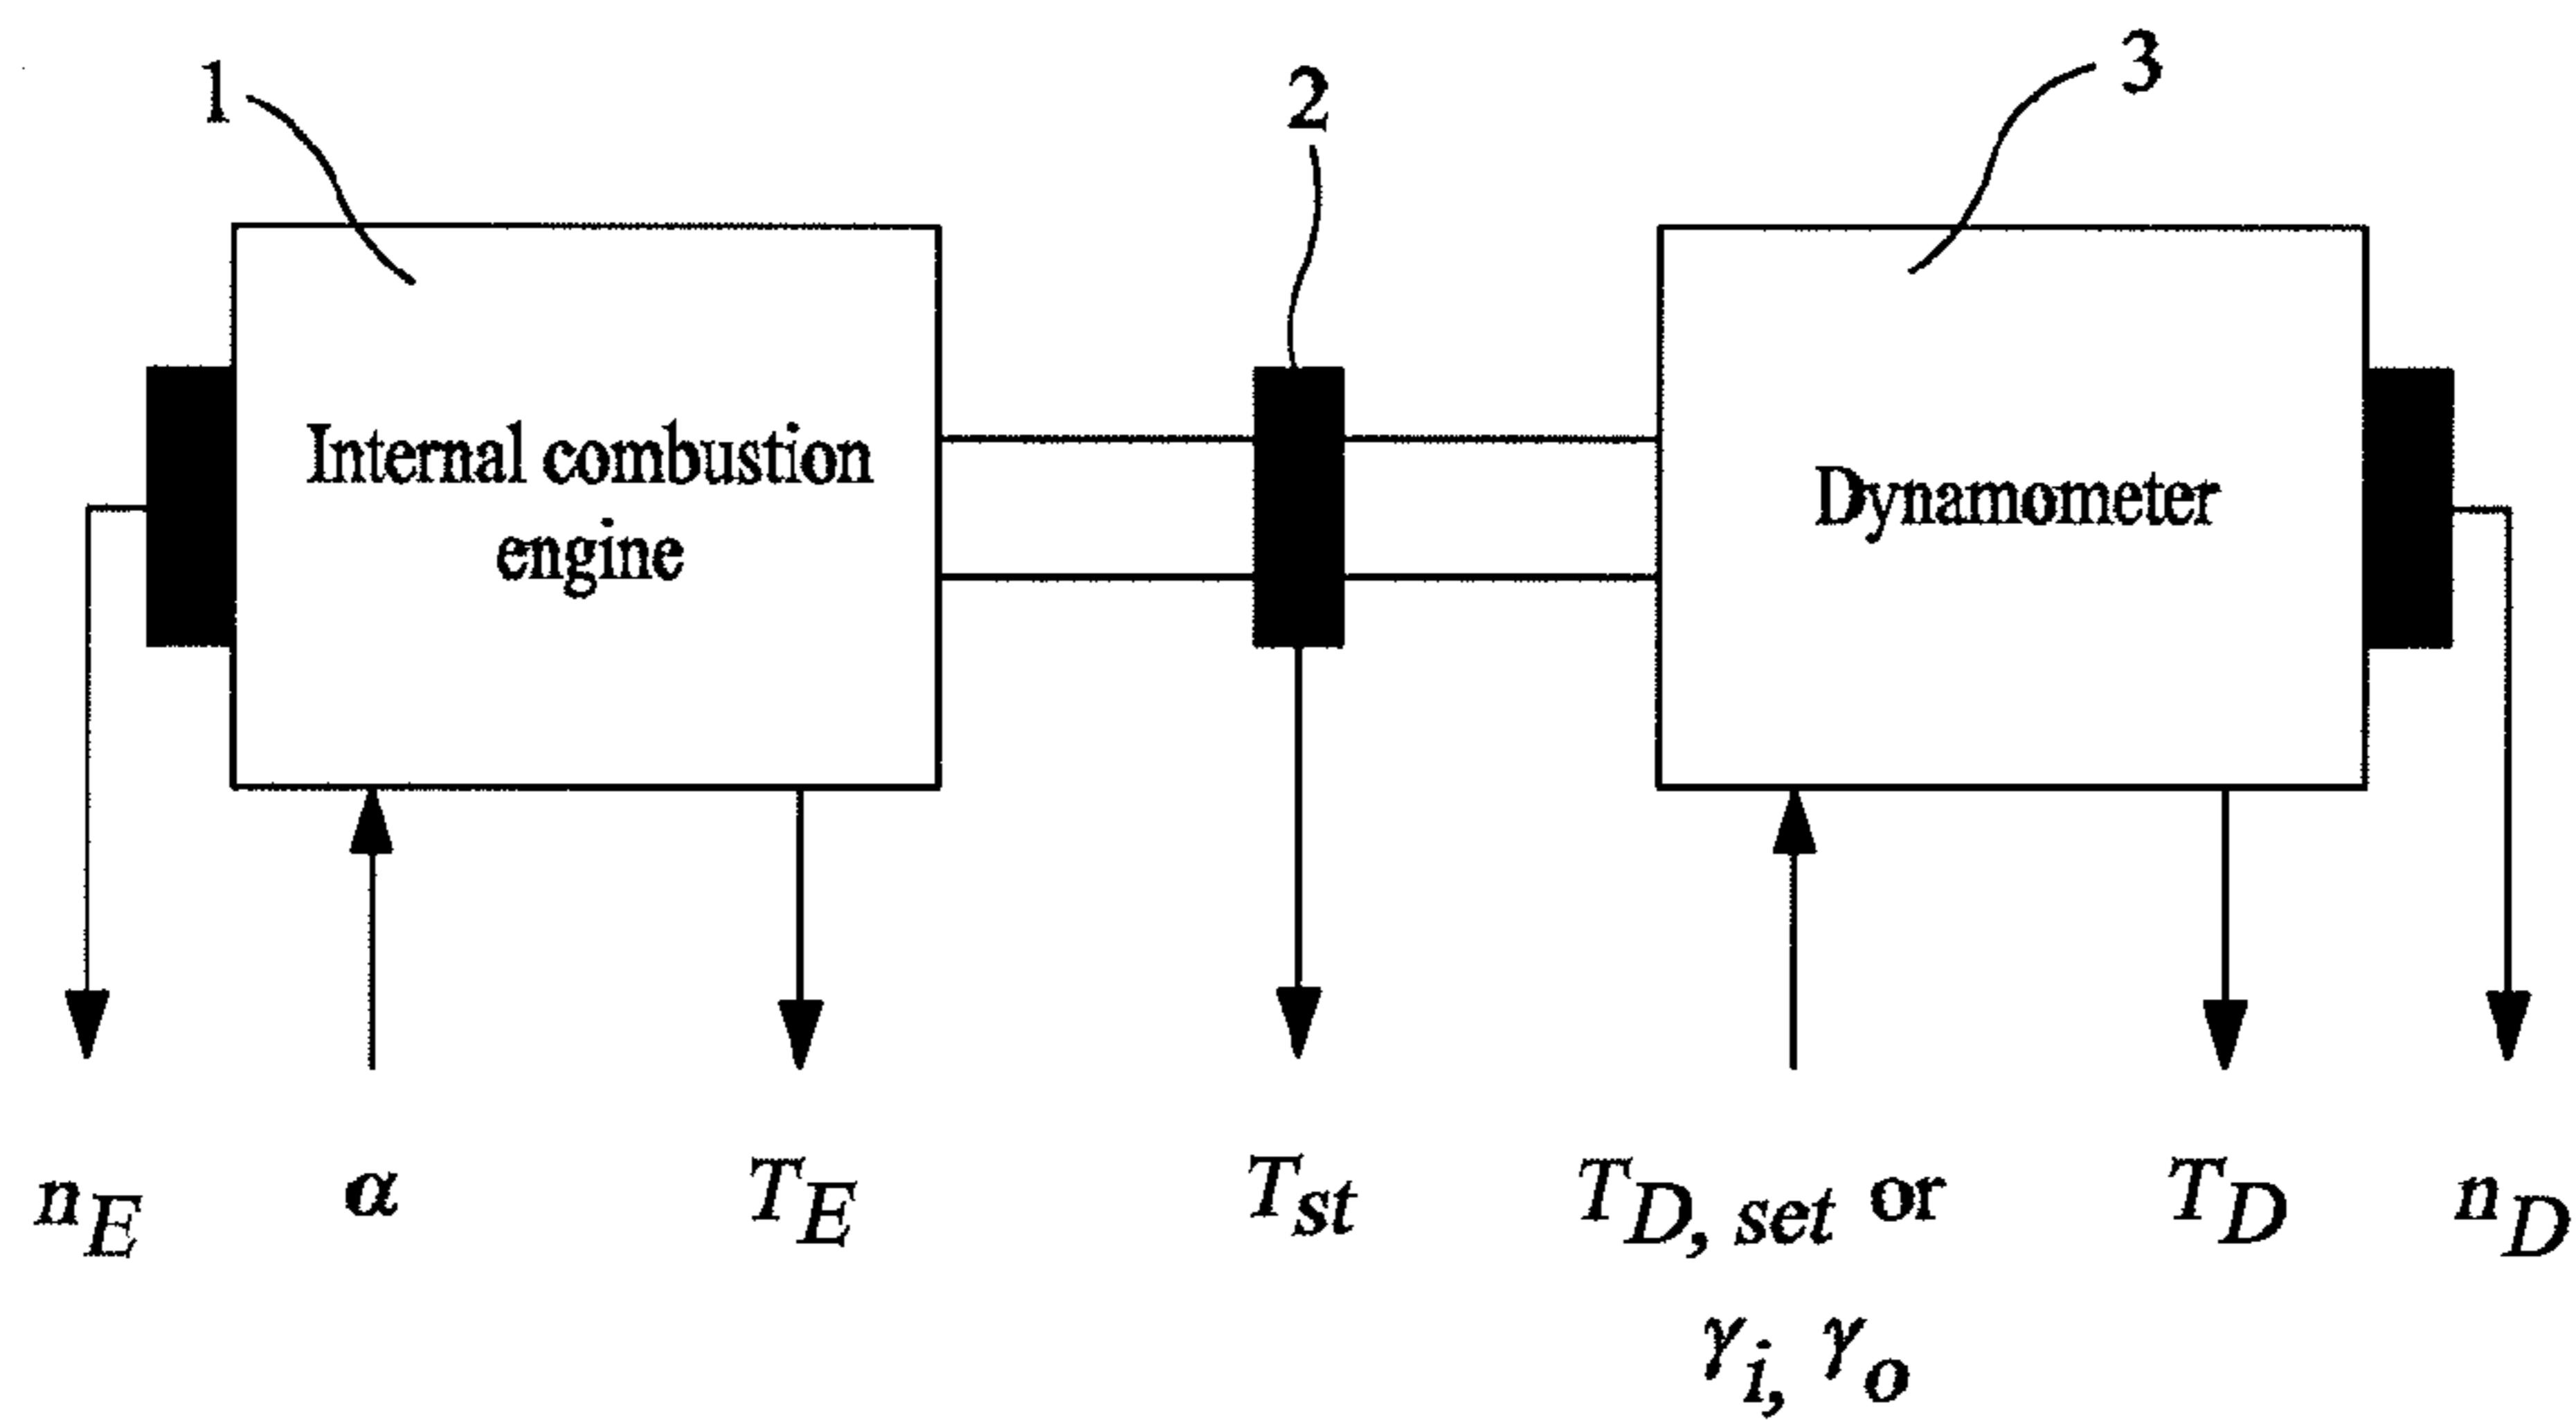 1
2
3
Internal combustion
engine
Dynamometer
n_E
α
T_E
T_st
T_D, set or
γ_i, γ_o
T_D
n_D